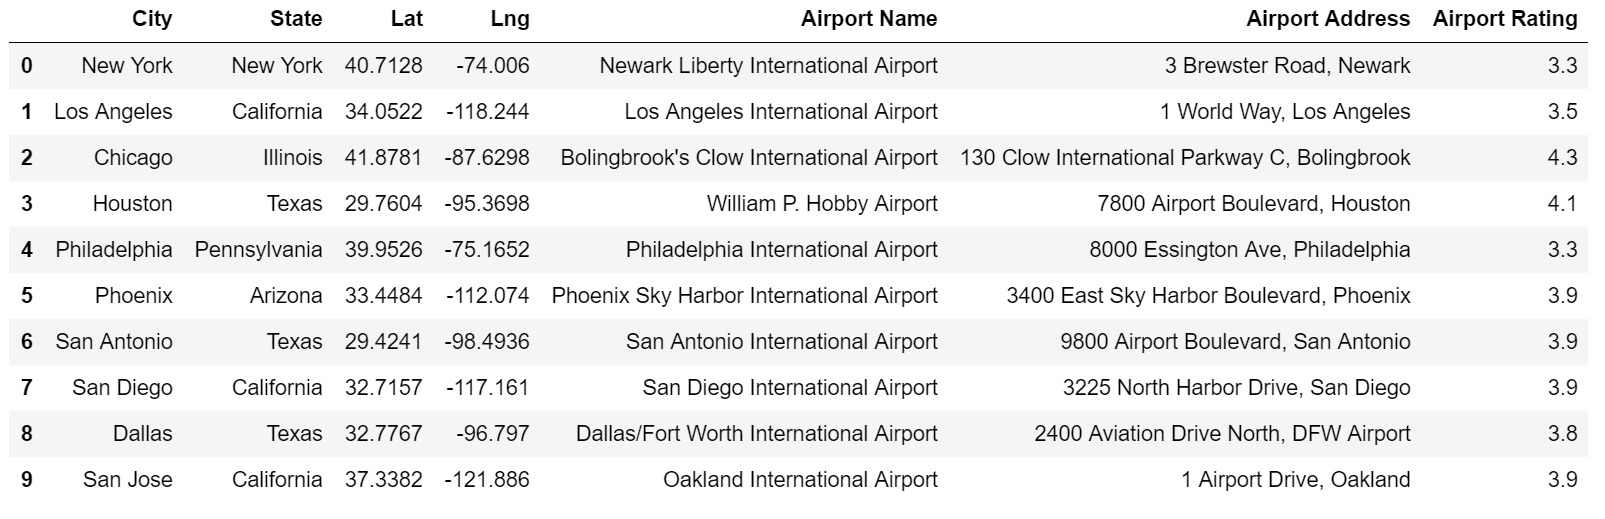 City State Lat Lng Airport Name Airport Address Airport Rating
0 New York New York 40.7128 -74.006 Newark Liberty International Airport 3 Brewster Road, Newark 3.3
1 Los Angeles California 34.0522 -118.244 Los Angeles International Airport 1 World Way, Los Angeles 3.5
2 Chicago Illinois 41.8781 -87.6298 Bolingbrook's Clow International Airport 130 Clow International Parkway C, Bolingbrook 4.3
3 Houston Texas 29.7604 -95.3698 William P. Hobby Airport 7800 Airport Boulevard, Houston 4.1
4 Philadelphia Pennsylvania 39.9526 -75.1652 Philadelphia International Airport 8000 Essington Ave, Philadelphia 3.3
5 Phoenix Arizona 33.4484 -112.074 Phoenix Sky Harbor International Airport 3400 East Sky Harbor Boulevard, Phoenix 3.9
6 San Antonio Texas 29.4241 -98.4936 San Antonio International Airport 9800 Airport Boulevard, San Antonio 3.9
7 San Diego California 32.7157 -117.161 San Diego International Airport 3225 North Harbor Drive, San Diego 3.9
8 Dallas Texas 32.7767 -96.797 Dallas/Fort Worth International Airport 2400 Aviation Drive North, DFW Airport 3.8
9 San Jose California 37.3382 -121.886 Oakland International Airport 1 Airport Drive, Oakland 3.9